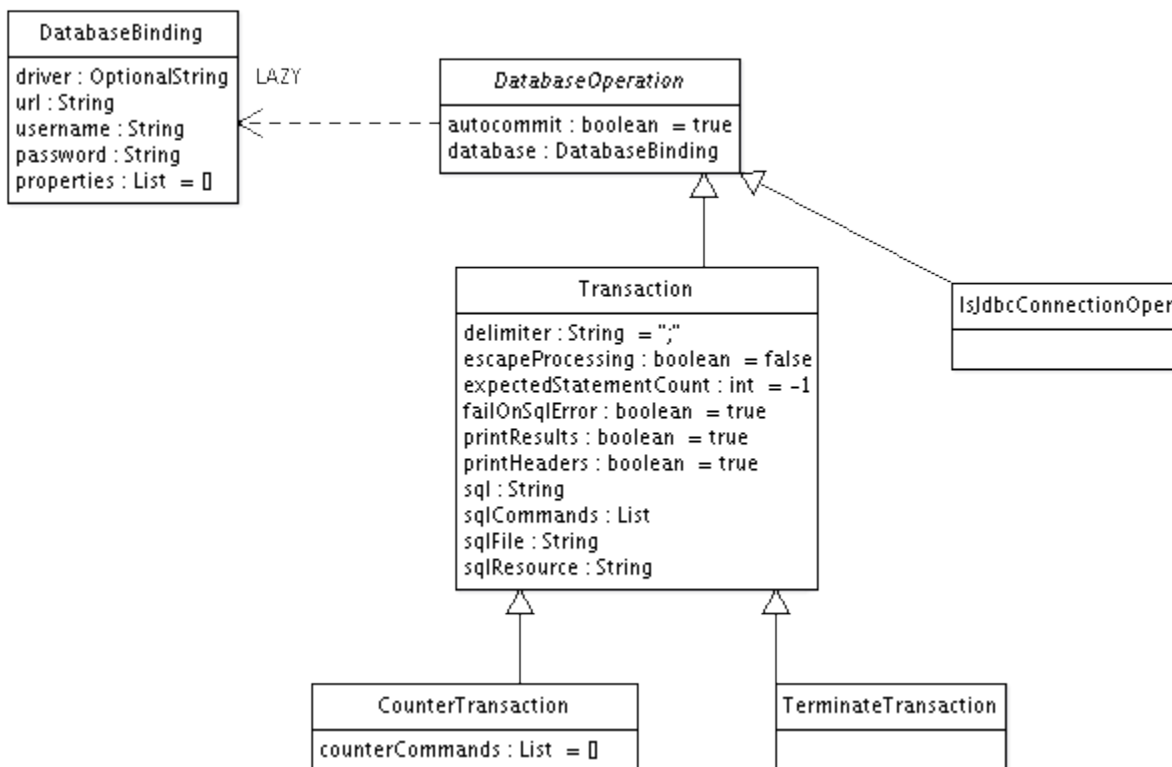 DatabaseBinding
driver : OptionalString
url : String
username : String
password : String
properties : List = []
LAZY
DatabaseOperation
autocommit : boolean = true
database : DatabaseBinding
Transaction
delimiter : String = ";"
escapeProcessing : boolean = false
expectedStatementCount : int = -1
failOnSqlError : boolean = true
printResults : boolean = true
printHeaders : boolean = true
sql : String
sqlCommands : List
sqlFile : String
sqlResource : String
IsJdbcConnectionOper
CounterTransaction
counterCommands : List = []
TerminateTransaction